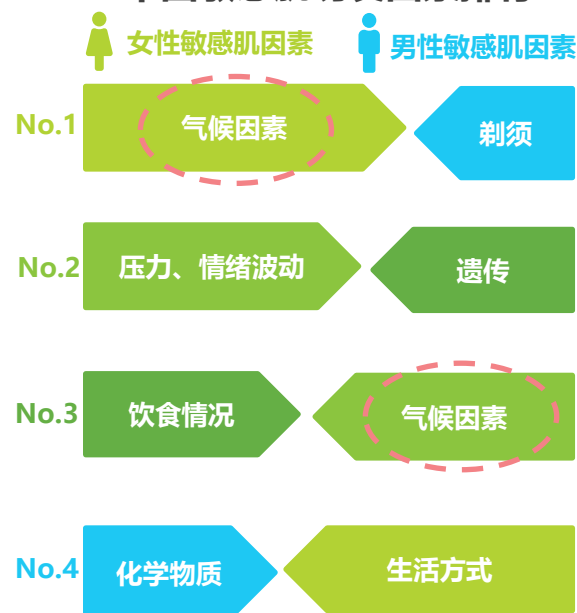 女性敏感肌因素 男性敏感肌因素
No.1 气候因素 剃须
No.2 压力、情绪波动 遗传
No.3 饮食情况 气候因素
No.4 化学物质 生活方式